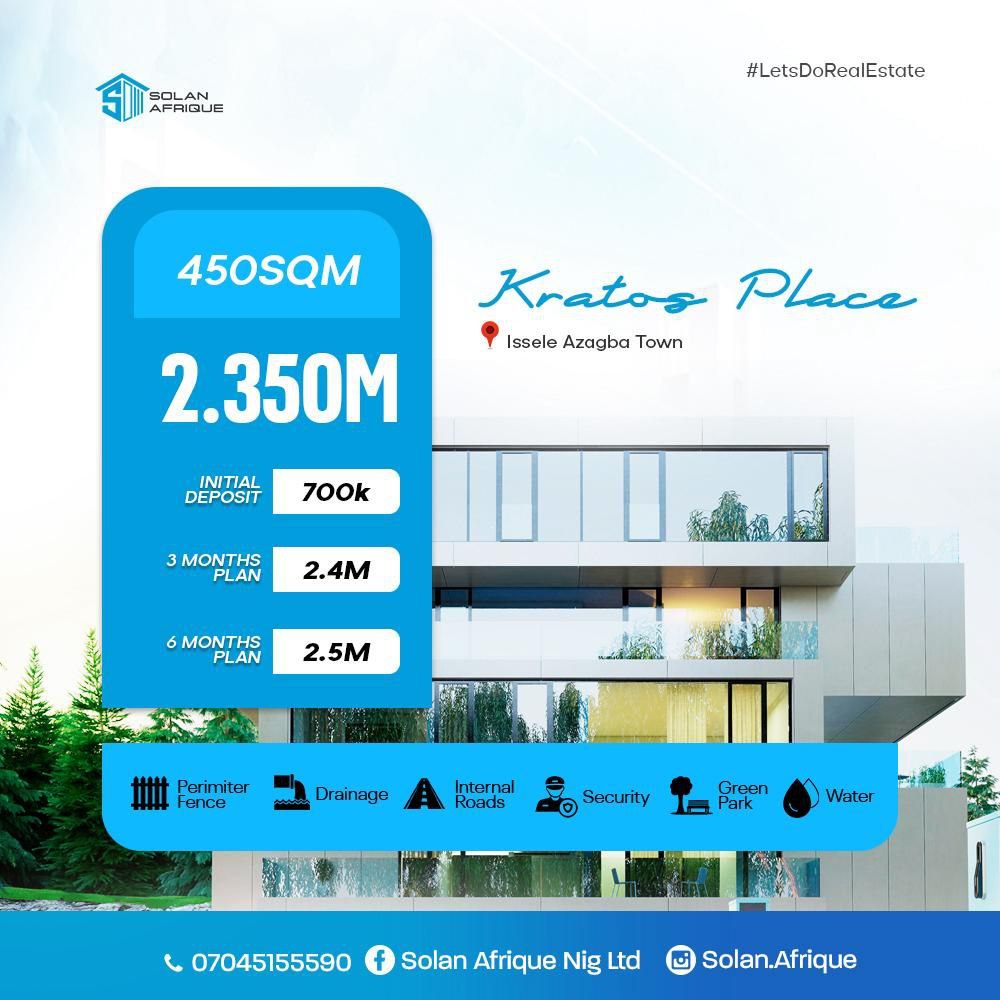 SOLAN
AFRIQUE
#LetsDoRealEstate
450SQM
2.350M
INITIAL
DEPOSIT
700k
3 MONTHS
PLAN
2.4M
6 MONTHS
PLAN
2.5M
Kratos Place
Issele Azagba Town
Perimiter
Fence
Drainage
Internal
Roads
Security
Green
Park
Water
07045155590
Solan Afrique Nig Ltd
Solan.Afrique